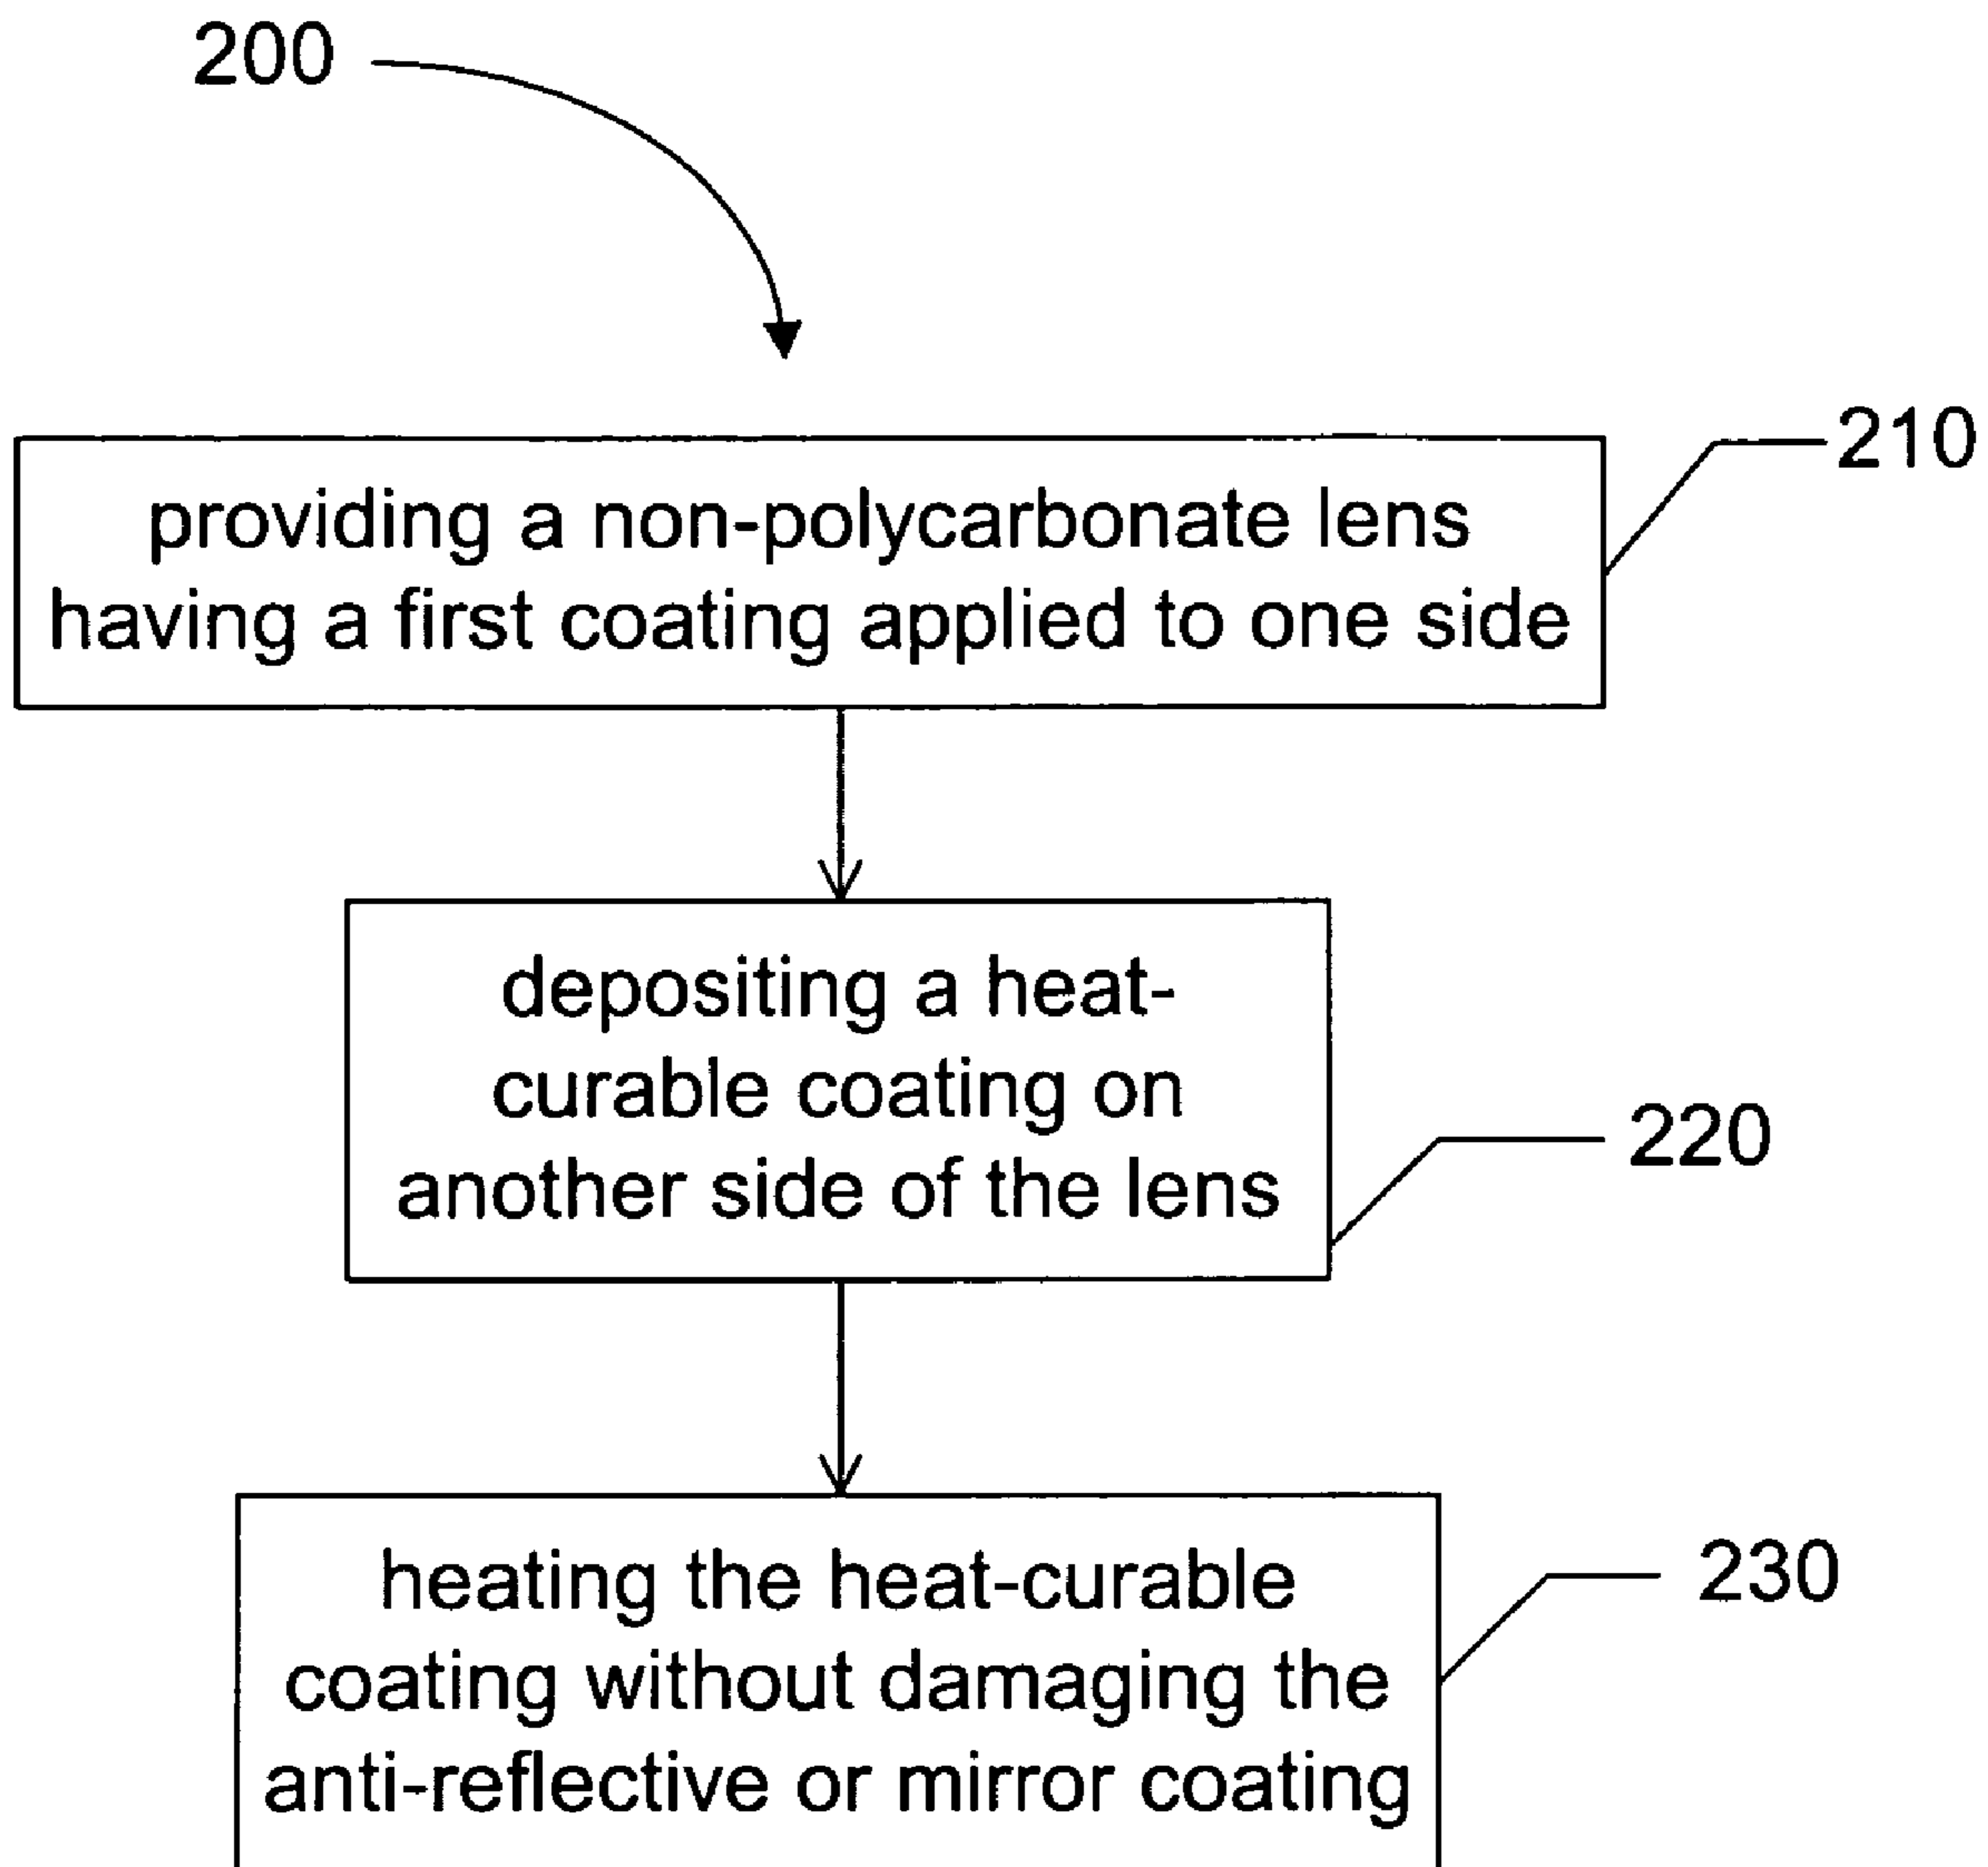 200
210
providing a non-polycarbonate lens
having a first coating applied to one side
depositing a heat-
curable coating on
another side of the lens
220
230
heating the heat-curable
coating without damaging the
anti-reflective or mirror coating